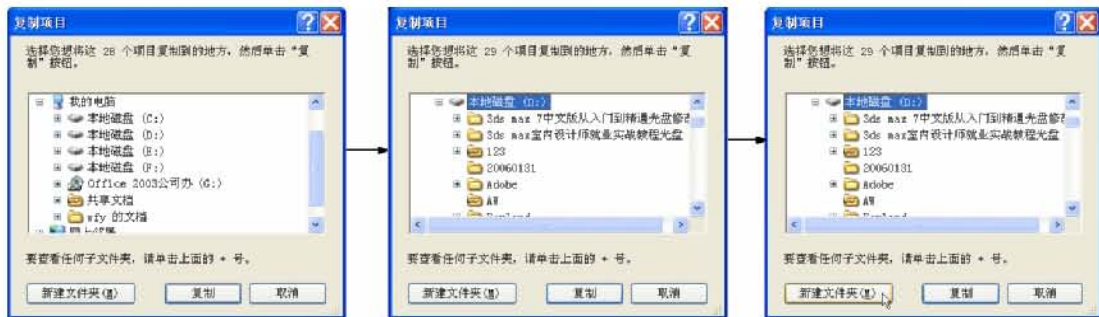 复制项目
选择您想将这 28 个项目复制到的地方，然后单击“复
制”按钮。
我的电脑
本地磁盘 (C:)
本地磁盘 (D:)
本地磁盘 (E:)
本地磁盘 (F:)
Office 2003公司办 (G:)
共享文档
wfy 的文档
网上邻居
要查看任何子文件夹，请单击上面的 + 号。
新建文件夹(M)
复制
取消
复制项目
选择您想将这 29 个项目复制到的地方，然后单击“复
制”按钮。
本地磁盘 (D:)
3ds max 7中文版从入门到精通光盘修改
3ds max室内设计师就业实战教程光盘
123
20060131
Adobe
AW
要查看任何子文件夹，请单击上面的 + 号。
新建文件夹(M)
复制
取消
复制项目
选择您想将这 29 个项目复制到的地方，然后单击“复
制”按钮。
本地磁盘 (D:)
3ds max 7中文版从入门到精通光盘修改
3ds max室内设计师就业实战教程光盘
123
20060131
Adobe
AW
要查看任何子文件夹，请单击上面的 + 号。
新建文件夹(M)
复制
取消